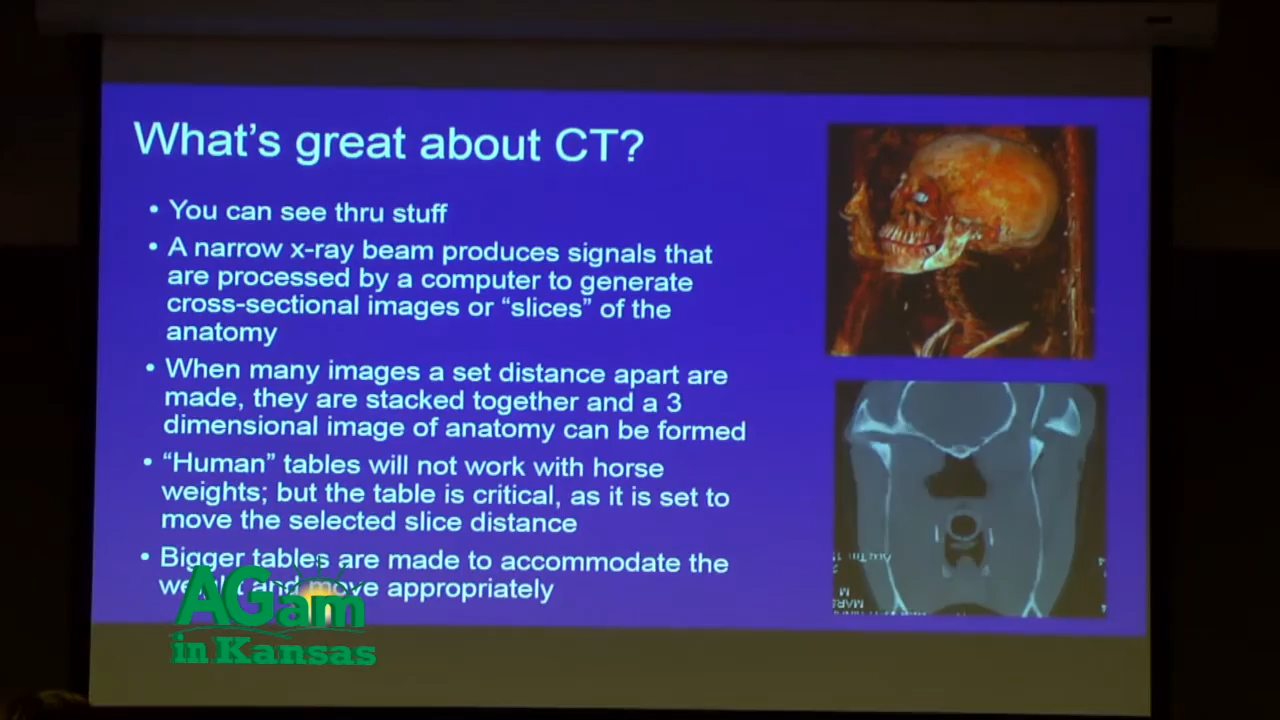 What's great about CT?
• You can see thru stuff
• A narrow x-ray beam produces signals that
are processed by a computer to generate
cross-sectional images or “slices” of the
anatomy
• When many images a set distance apart are
made, they are stacked together and a 3
dimensional image of anatomy can be formed
• “Human” tables will not work with horse
weights; but the table is critical, as it is set to
move the selected slice distance
• Bigger tables are made to accommodate the
weight and move appropriately
AGam
in Kansas